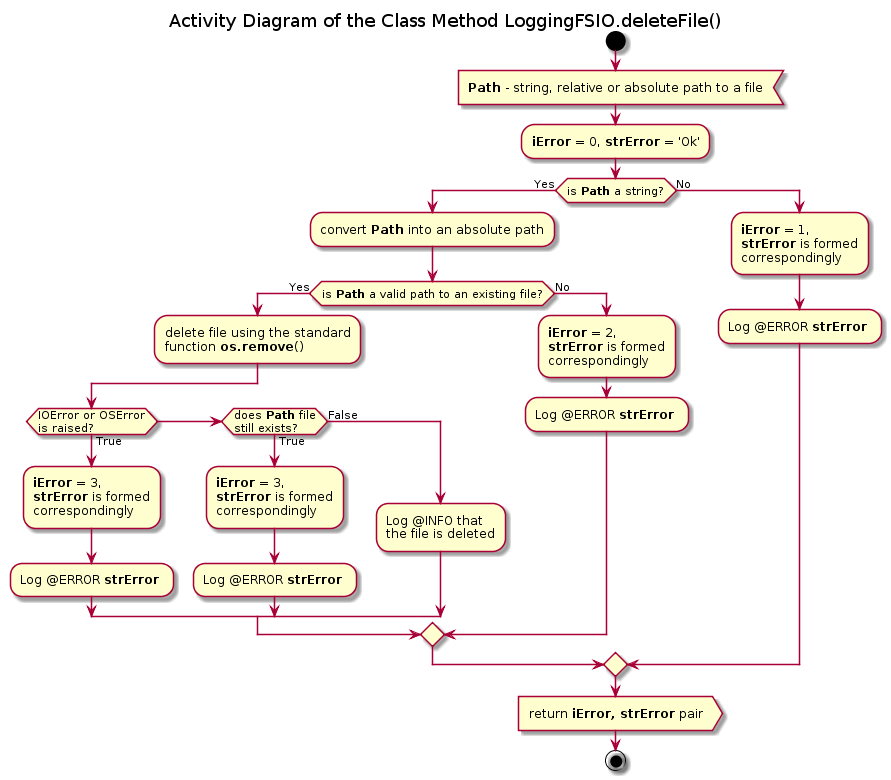 Activity Diagram of the Class Method LoggingFSIO.deleteFile()
Path - string, relative or absolute path to a file
iError = 0, strError = 'Ok'
Yes
is Path a string?
No
convert Path into an absolute path
iError = 1,
strError is formed
correspondingly
Yes
is Path a valid path to an existing file?
No
Log @ERROR strError
delete file using the standard
function os.remove()
iError = 2,
strError is formed
correspondingly
Log @ERROR strError
IOError or OSError
is raised?
True
does Path file
still exists?
True
False
iError = 3,
strError is formed
correspondingly
iError = 3,
strError is formed
correspondingly
Log @INFO that
the file is deleted
Log @ERROR strError
Log @ERROR strError
return iError, strError pair